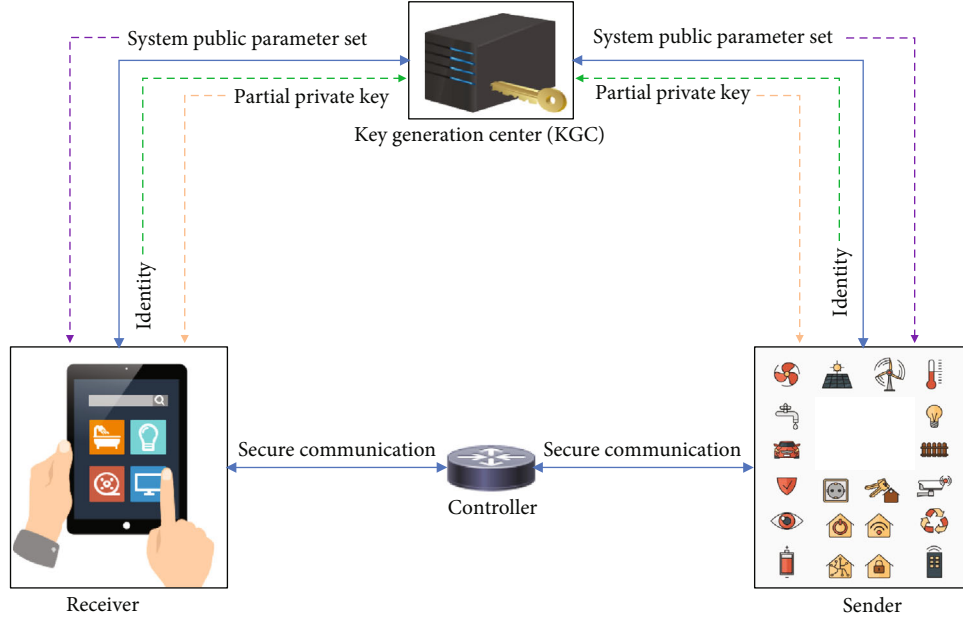 System public parameter set
System public parameter set
Partial private key
Partial private key
Key generation center (KGC)
Identity
Identity
Secure communication
Secure communication
Controller
Receiver
Sender